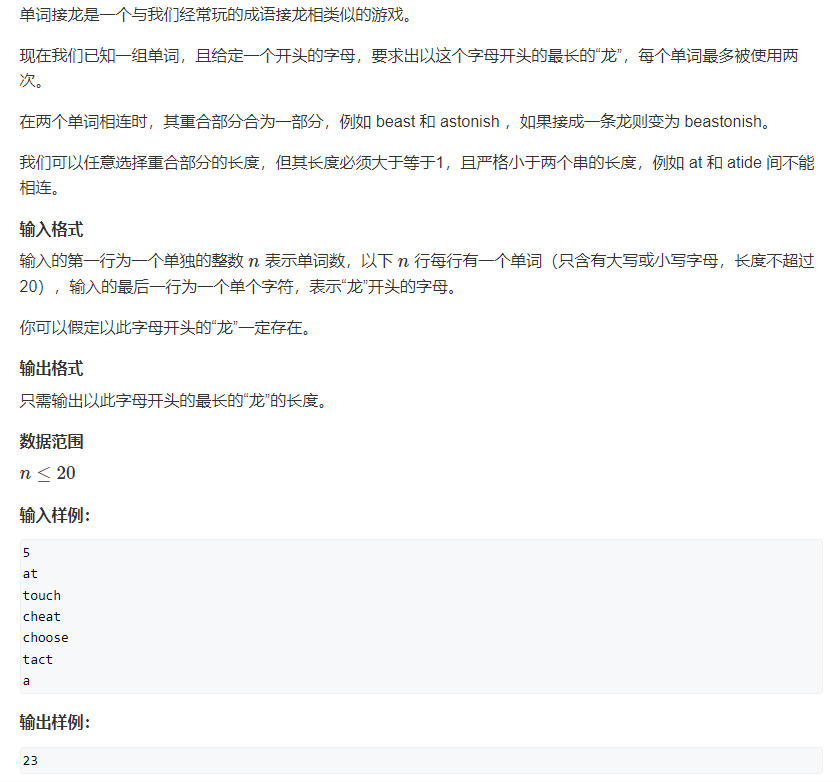 单词接龙是一个与我们经常玩的成语接龙相类似的游戏。
现在我们已知一组单词，且给定一个开头的字母，要求出以这个字母开头的最长的“龙”，每个单词最多被使用两
次。
在两个单词相连时，其重合部分合为一部分，例如 beast 和 astonish ，如果接成一条龙则变为 beastonish。
我们可以任意选择重合部分的长度，但其长度必须大于等于1，且严格小于两个串的长度，例如 at 和 atide 间不能
相连。
输入格式
输入的第一行为一个单独的整数 n 表示单词数，以下 n 行每行有一个单词（只含有大写或小写字母，长度不超过
20），输入的最后一行为一个单个字符，表示“龙”开头的字母。
你可以假定以此字母开头的“龙”一定存在。
输出格式
只需输出以此字母开头的最长的“龙”的长度。
数据范围
n ≤ 20
输入样例：
5
at
touch
cheat
choose
tact
a
输出样例：
23